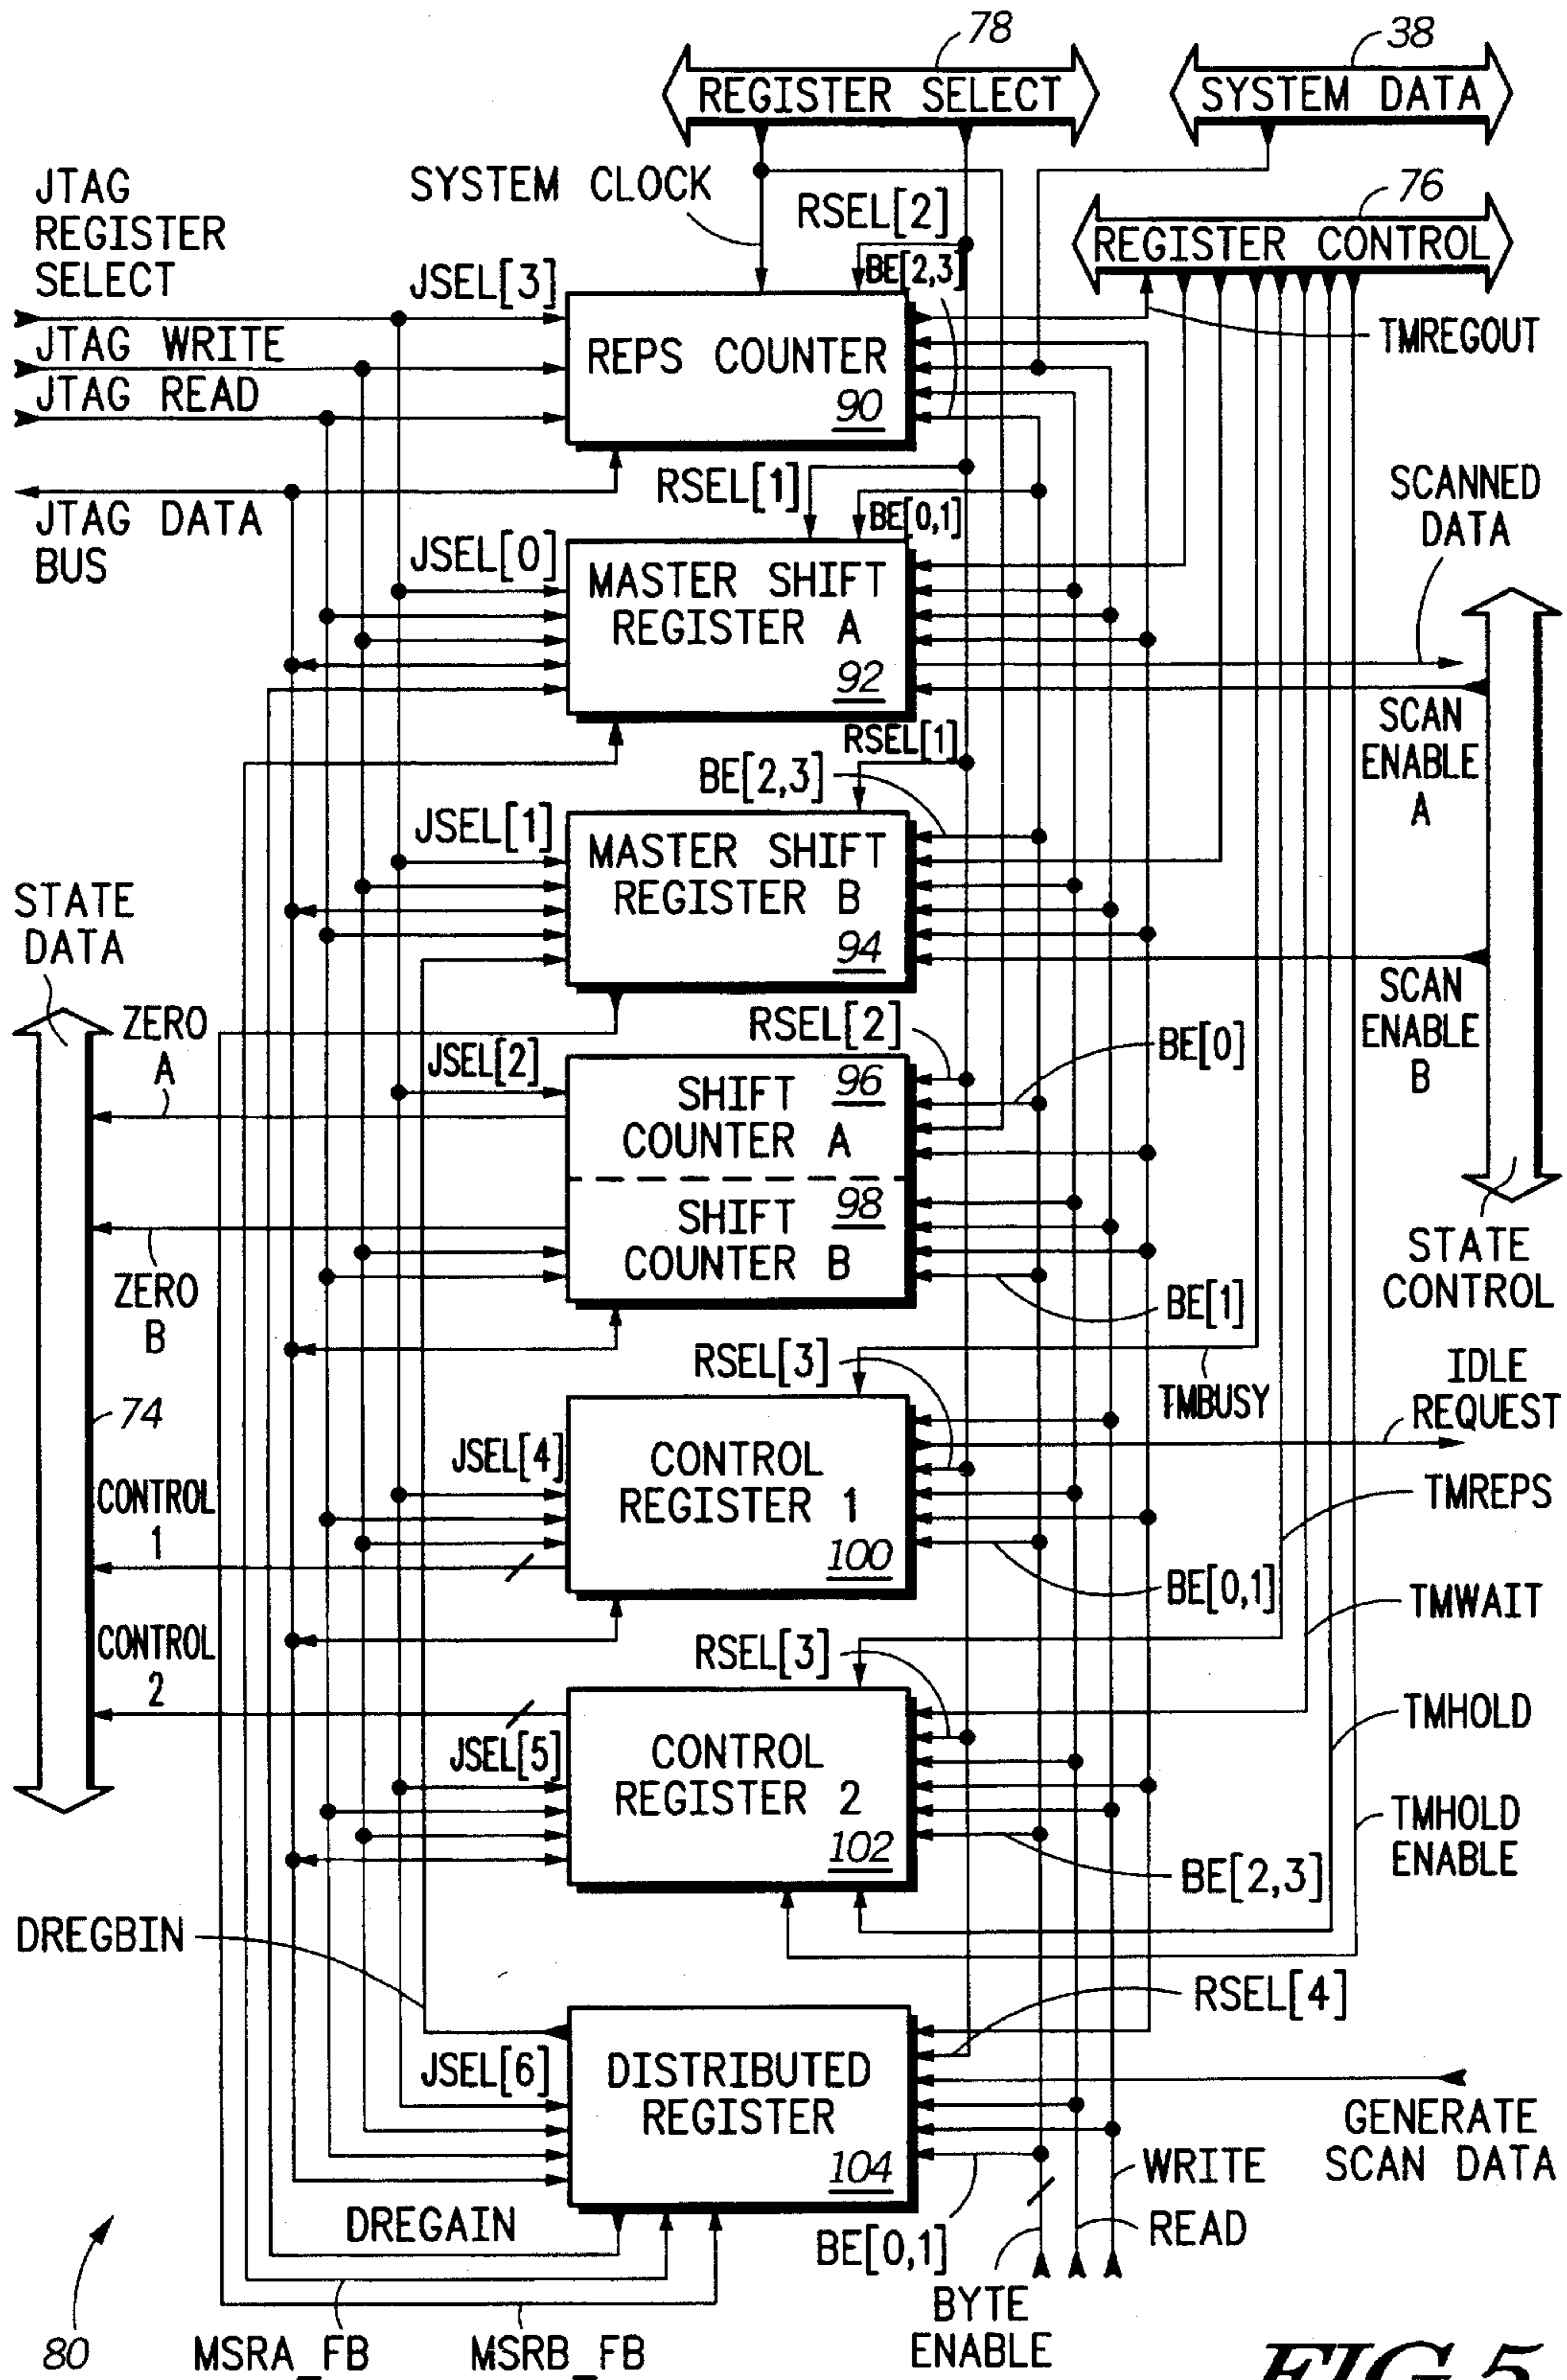 78
38
REGISTER SELECT
SYSTEM DATA
JTAG
REGISTER
SELECT
SYSTEM CLOCK
RSEL[2]
76
REGISTER CONTROL
JSEL[3]
BE[2,3]
JTAG WRITE
JTAG READ
REPS COUNTER
90
TMREGOUT
JTAG DATA
BUS
RSEL[1]
BE[0,1]
SCANNED
DATA
JSEL[0]
MASTER SHIFT
REGISTER A
92
SCAN
ENABLE
A
RSEL[1]
BE[2,3]
JSEL[1]
MASTER SHIFT
REGISTER B
94
STATE
DATA
SCAN
ENABLE
B
ZERO
A
RSEL[2]
BE[0]
JSEL[2]
SHIFT 96
COUNTER A
SHIFT 98
COUNTER B
ZERO
B
BE[1]
STATE
CONTROL
RSEL[3]
TMBUSY
IDLE
REQUEST
74
JSEL[4]
CONTROL
REGISTER 1
100
CONTROL
1
TMREPS
BE[0,1]
TMWAIT
CONTROL
2
RSEL[3]
TMHOLD
JSEL[5]
CONTROL
REGISTER 2
102
TMHOLD
ENABLE
BE[2,3]
DREGBIN
RSEL[4]
JSEL[6]
DISTRIBUTED
REGISTER
104
GENERATE
SCAN DATA
WRITE
READ
DREGAIN
BE[0,1]
BYTE
ENABLE
80
MSRA_FB
MSRB_FB
FIG.5